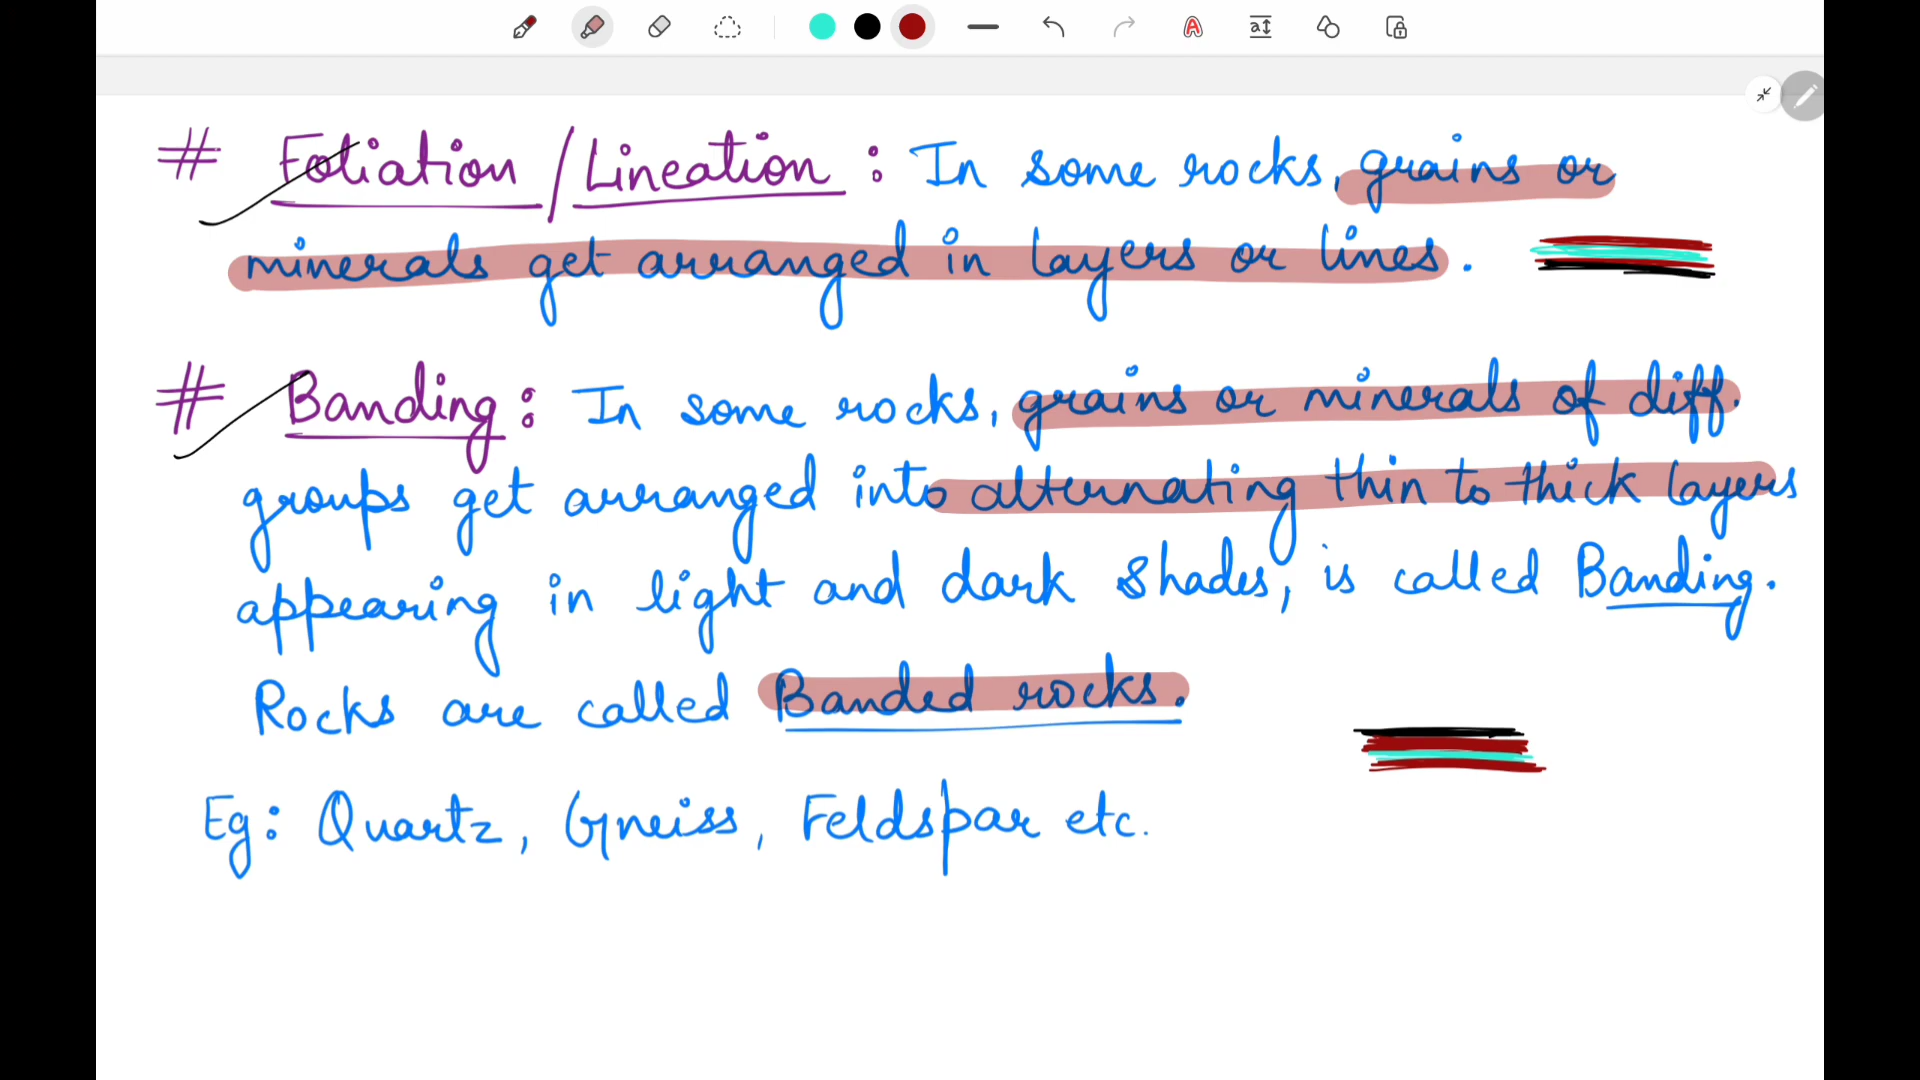 # Foliation / Lineation : In some rocks, grains or
minerals get arranged in layers or lines.
# Banding : In some rocks, grains or minerals of diff.
groups get arranged into alternating thin to thick layers
appearing in light and dark shades, is called Banding.
Rocks are called Banded rocks.
Eg: Quartz, Gneiss, Feldspar etc.